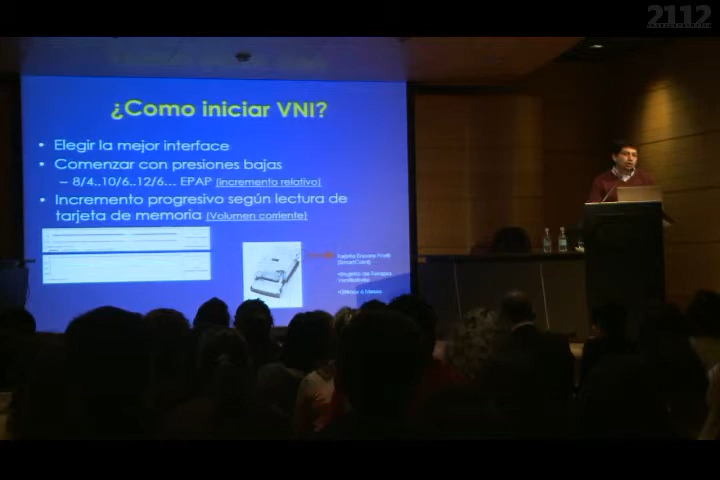 2112
¿Como iniciar VNI?
• Elegir la mejor interface
• Comenzar con presiones bajas
– 8/4..10/6..12/6... EPAP (incremento relativo)
• Incremento progresivo según lectura de
tarjeta de memoria (Volumen corriente)
(SmartCard)